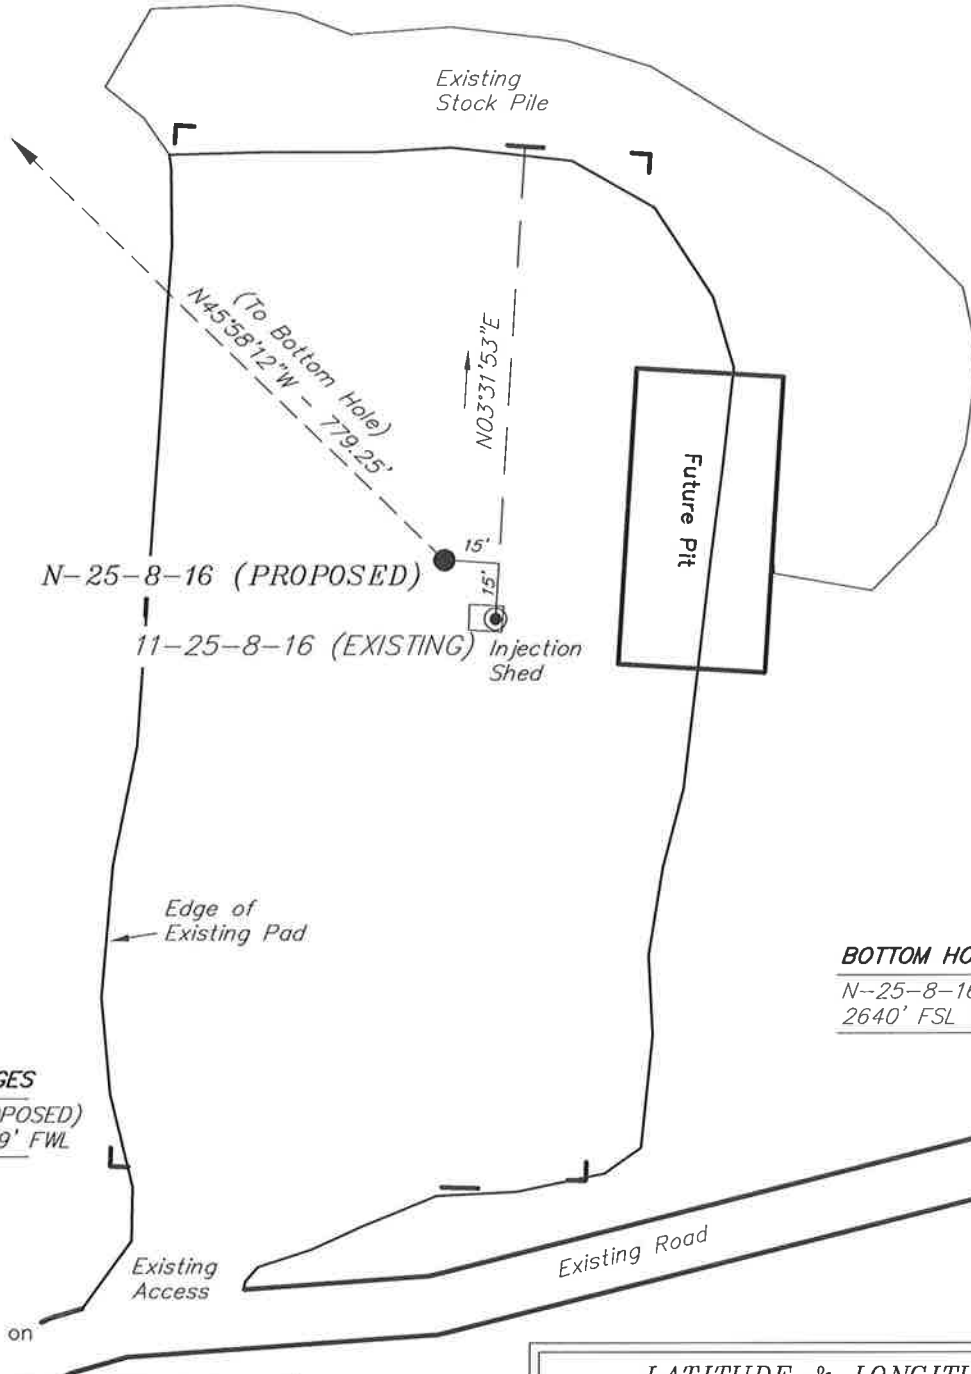 Existing
Stock Pile
(To Bottom Hole)
N45°58'12"W - 779.25'
N03°31'53"E
Future Pit
15'
N-25-8-16 (PROPOSED)
15'
11-25-8-16 (EXISTING)
Injection
Shed
Edge of
Existing Pad
BOTTOM HO
N-25-8-16
2640' FSL
GES
POSED)
9' FWL
Existing Road
Existing
Access
on
LATITUDE & LONGITU